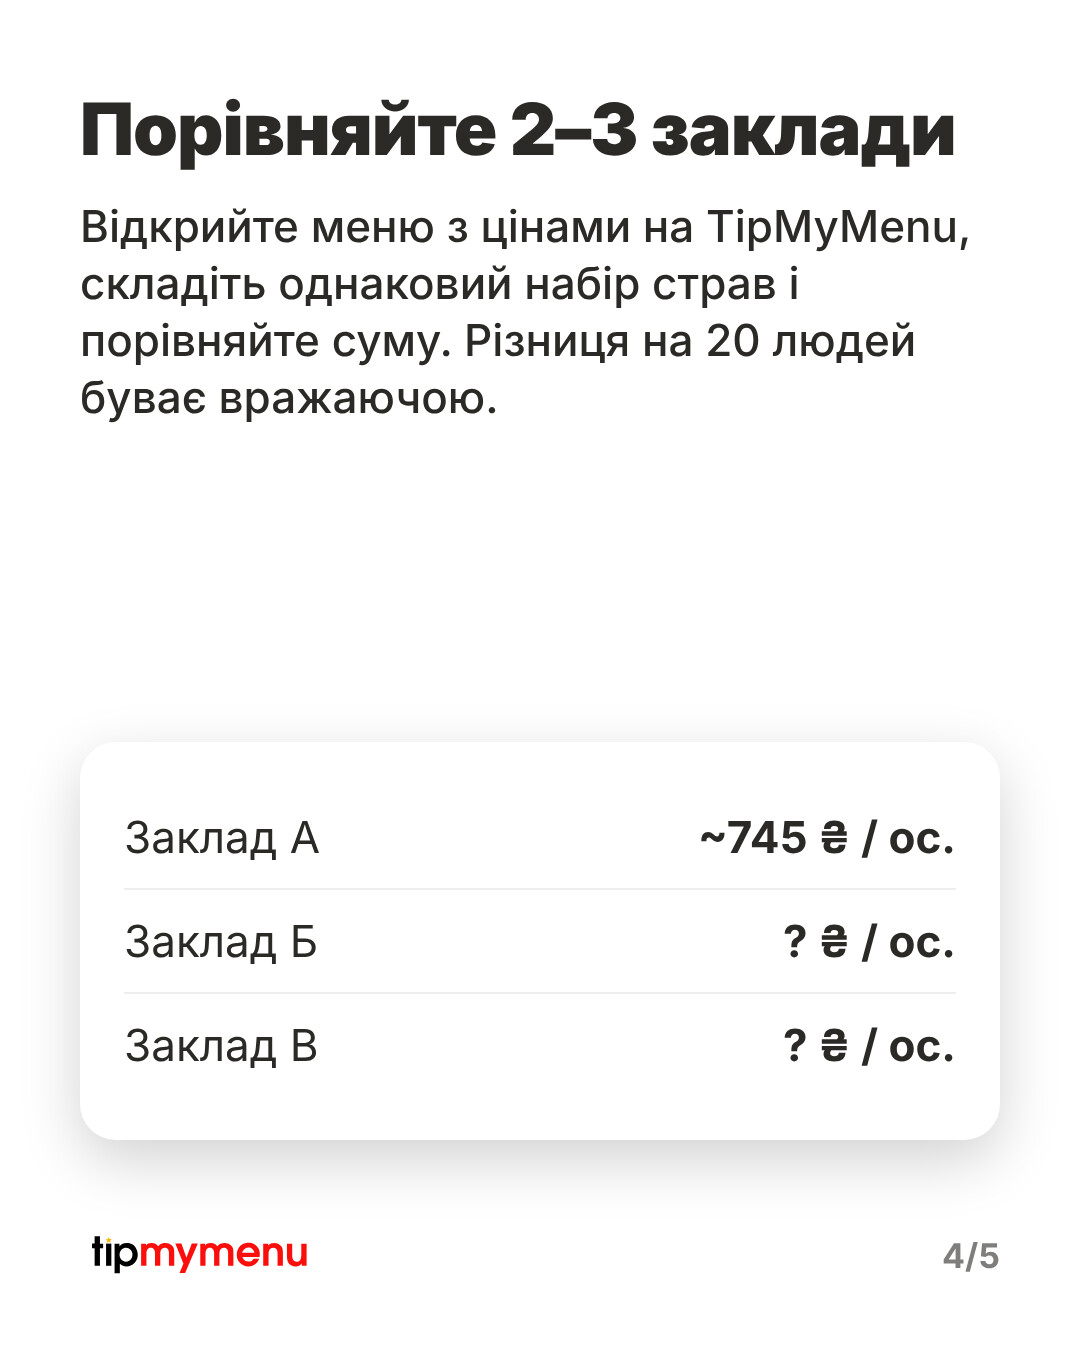 Порівняйте 2–3 заклади
Відкрийте меню з цінами на TipMyMenu,
складіть однаковий набір страв і
порівняйте суму. Різниця на 20 людей
буває вражаючою.
Заклад А ~745 ₴ / ос.
Заклад Б ? ₴ / ос.
Заклад В ? ₴ / ос.
tipmymenu 4/5